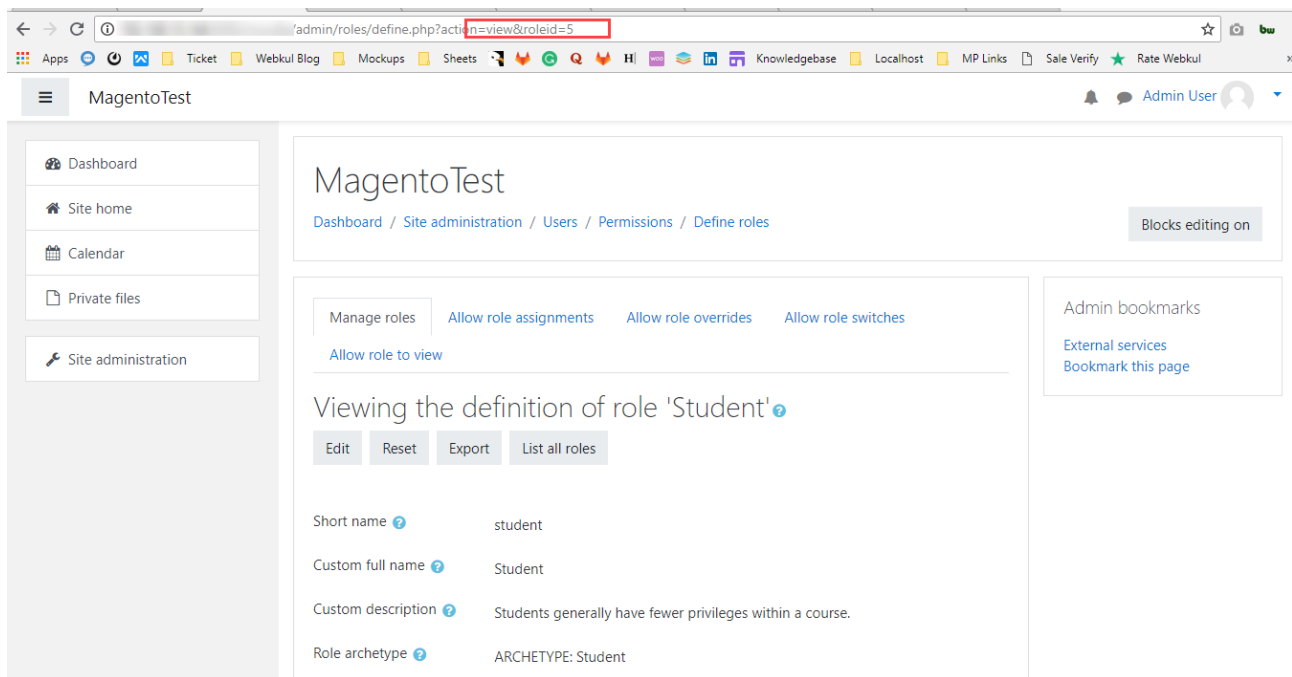 /admin/roles/define.php?action=view&roleid=5
bw
Apps Ticket Webkul Blog Mockups Sheets Knowledgebase Localhost MP Links Sale Verify Rate Webkul
MagentoTest Admin User
Dashboard
Site home
Calendar
Private files
Site administration
MagentoTest
Dashboard / Site administration / Users / Permissions / Define roles
Blocks editing on
Manage roles Allow role assignments Allow role overrides Allow role switches
Allow role to view
Viewing the definition of role 'Student'
Edit Reset Export List all roles
Short name student
Custom full name Student
Custom description Students generally have fewer privileges within a course.
Role archetype ARCHETYPE: Student
Admin bookmarks
External services
Bookmark this page